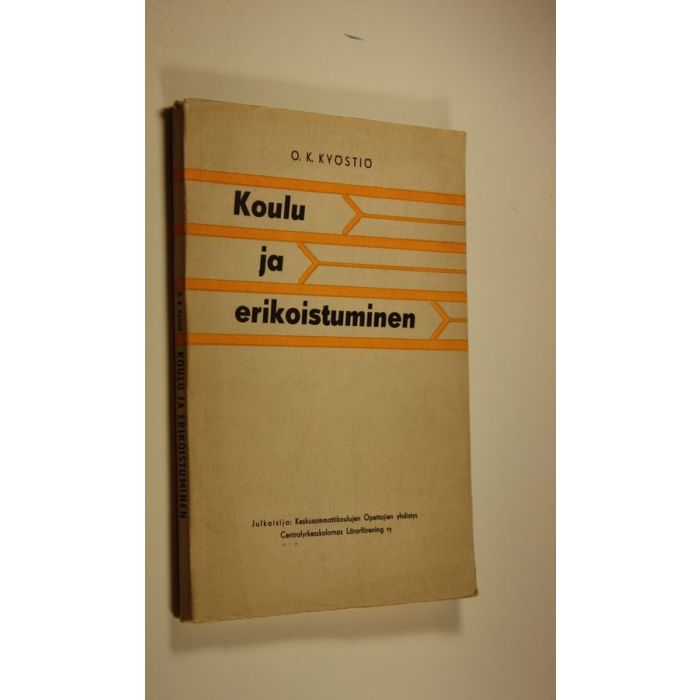 O. K. KYÖSTIÖ
Koulu
ja
erikoistuminen
Julkaisija: Keskusammattikoulujen Opettajien yhdistys
Centralyrkesskolornas Lärarförening ry
KOULU JA ERIKOISTUMINEN